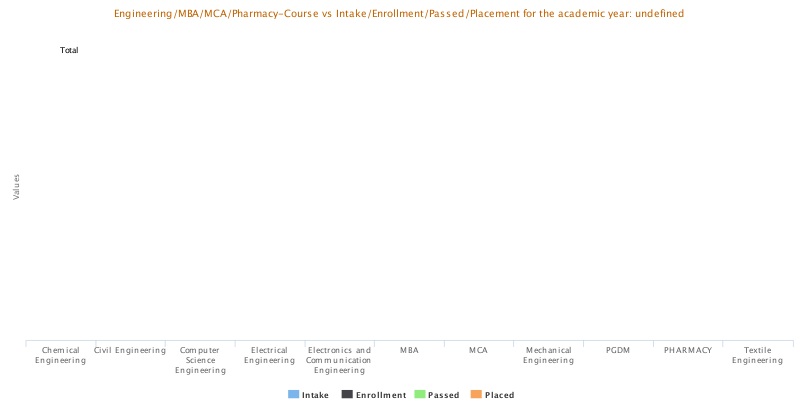 Engineering/MBA/MCA/Pharmacy-Course vs Intake/Enrollment/Passed/Placement for the academic year: undefined
Total
Values
Chemical
Engineering
Civil Engineering
Computer
Science
Engineering
Electrical
Engineering
Electronics and
Communication
Engineering
MBA
MCA
Mechanical
Engineering
PGDM
PHARMACY
Textile
Engineering
Intake
Enrollment
Passed
Placed